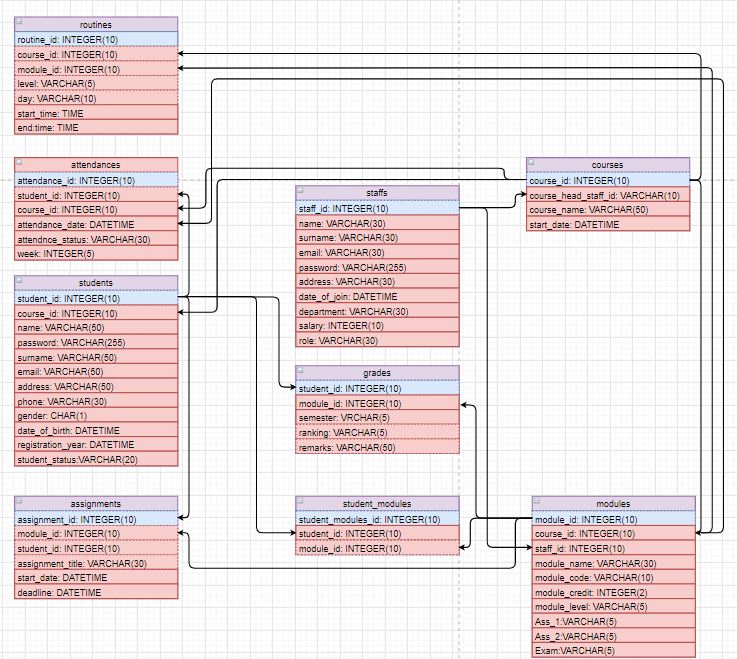 routines
routine_id: INTEGER(10)
course_id: INTEGER(10)
module_id: INTEGER(10)
level: VARCHAR(5)
day: VARCHAR(10)
start_time: TIME
end:time: TIME
attendances
attendance_id: INTEGER(10)
student_id: INTEGER(10)
course_id: INTEGER(10)
attendance_date: DATETIME
attendnce_status: VARCHAR(30)
week: INTEGER(5)
students
student_id: INTEGER(10)
course_id: INTEGER(10)
name: VARCHAR(50)
password: VARCHAR(255)
surname: VARCHAR(50)
email: VARCHAR(50)
address: VARCHAR(50)
phone: VARCHAR(30)
gender: CHAR(1)
date_of_birth: DATETIME
registration_year: DATETIME
student_status:VARCHAR(20)
assignments
assignment_id: INTEGER(10)
module_id: INTEGER(10)
student_id: INTEGER(10)
assignment_title: VARCHAR(30)
start_date: DATETIME
deadline: DATETIME
staffs
staff_id: INTEGER(10)
name: VARCHAR(30)
surname: VARCHAR(30)
email: VARCHAR(30)
password: VARCHAR(255)
address: VARCHAR(30)
date_of_join: DATETIME
department: VARCHAR(30)
salary: INTEGER(10)
role: VARCHAR(30)
grades
student_id: INTEGER(10)
module_id: INTEGER(10)
semester: VRCHAR(5)
ranking: VARCHAR(5)
remarks: VARCHAR(50)
student_modules
student_modules_id: INTEGER(10)
student_id: INTEGER(10)
module_id: INTEGER(10)
courses
course_id: INTEGER(10)
course_head_staff_id: VARCHAR(10)
course_name: VARCHAR(50)
start_date: DATETIME
modules
module_id: INTEGER(10)
course_id: INTEGER(10)
staff_id: INTEGER(10)
module_name: VARCHAR(30)
module_code: VARCHAR(10)
module_credit: INTEGER(2)
module_level: VARCHAR(5)
Ass_1:VARCHAR(5)
Ass_2:VARCHAR(5)
Exam:VARCHAR(5)